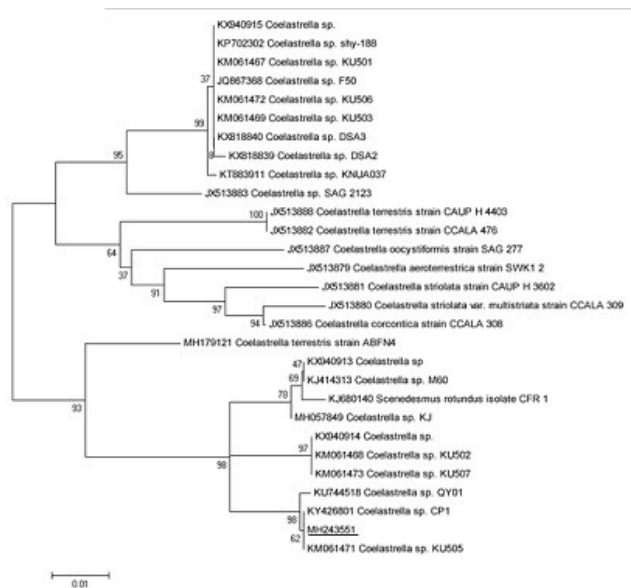 KX940915 Coelastrella sp.
KP702302 Coelastrella sp. shy-188
KM061467 Coelastrella sp. KU501
37
JQ867368 Coelastrella sp. F50
KM061472 Coelastrella sp. KU506
KM061469 Coelastrella sp. KU503
99
KX818840 Coelastrella sp. DSA3
8
KX818839 Coelastrella sp. DSA2
95
KT883911 Coelastrella sp. KNUA037
JX513883 Coelastrella sp. SAG 2123
100
JX513888 Coelastrella terrestris strain CAUP H 4403
JX513882 Coelastrella terrestris strain CCALA 476
64
JX513887 Coelastrella oocystiformis strain SAG 277
37
JX513879 Coelastrella aeroterrestrica strain SWK1 2
91
JX513881 Coelastrella striolata strain CAUP H 3602
97
JX513880 Coelastrella striolata var. multistriata strain CCALA 309
94
JX513886 Coelastrella corcontica strain CCALA 308
MH179121 Coelastrella terrestris strain ABFN4
47
KX940913 Coelastrella sp
69
KJ414313 Coelastrella sp. M60
78
KJ680140 Scenedesmus rotundus isolate CFR 1
93
MH057849 Coelastrella sp. KJ
KX940914 Coelastrella sp.
97
KM061468 Coelastrella sp. KU502
98
KM061473 Coelastrella sp. KU507
KU744518 Coelastrella sp. QY01
98
KY426801 Coelastrella sp. CP1
MH243551
62
KM061471 Coelastrella sp. KU505
0.01